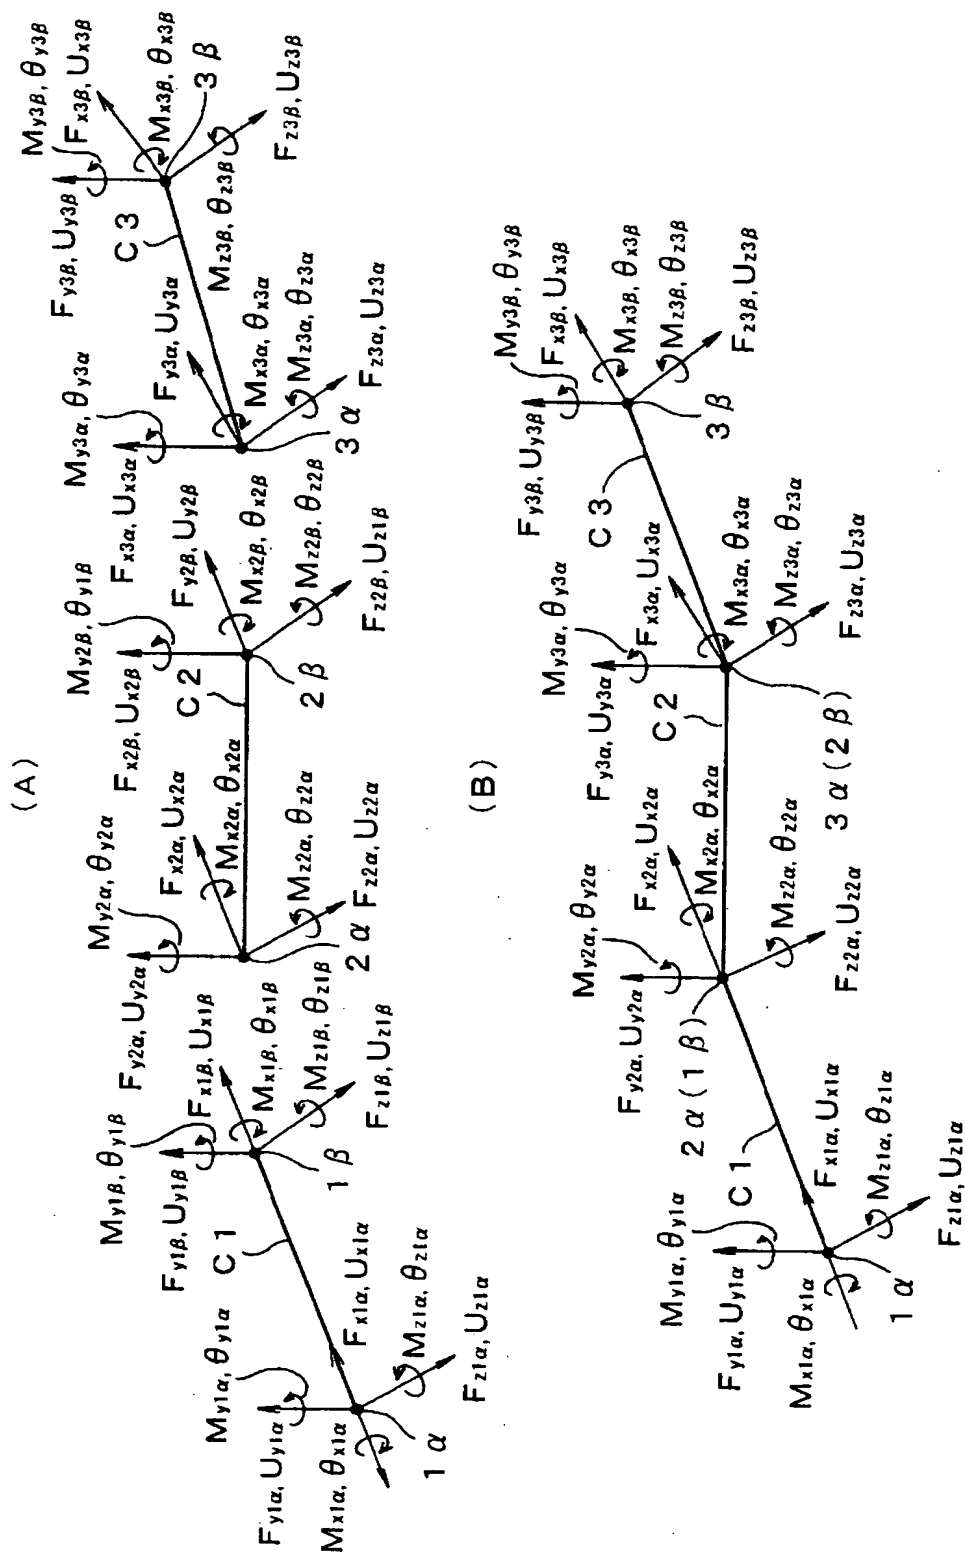 (A)
My1α, θy1α
Fy1α, Uy1α
Mx1α, θx1α
1α
Fx1α, Ux1α
Mz1α, θz1α
Fz1α, Uz1α
C1
My1β, θy1β
Fy1β, Uy1β
Fx1β, Ux1β
Mx1β, θx1β
Mz1β, θz1β
Fz1β, Uz1β
1β
My2α, θy2α
Fy2α, Uy2α
Fx2α, Ux2α
Mx2α, θx2α
Mz2α, θz2α
Fz2α, Uz2α
2α
C2
My2β, θy1β
Fx2β, Ux2β
Fy2β, Uy2β
Mx2β, θx2β
Mz2β, θz2β
Fz2β, Uz1β
2β
My3α, θy3α
Fx3α, Ux3α
Fy3α, Uy3α
Mx3α, θx3α
Mz3α, θz3α
Fz3α, Uz3α
3α
C3
My3β, θy3β
Fy3β, Uy3β
Fx3β, Ux3β
Mx3β, θx3β
3β
Mz3β, θz3β
Fz3β, Uz3β
(B)
My1α, θy1α
Fy1α, Uy1α
Mx1α, θx1α
1α
Fx1α, Ux1α
Mz1α, θz1α
Fz1α, Uz1α
C1
2α(1β)
My2α, θy2α
Fy2α, Uy2α
Fx2α, Ux2α
Mx2α, θx2α
Mz2α, θz2α
Fz2α, Uz2α
C2
3α(2β)
My3α, θy3α
Fy3α, Uy3α
Fx3α, Ux3α
Mx3α, θx3α
Mz3α, θz3α
Fz3α, Uz3α
C3
My3β, θy3β
Fy3β, Uy3β
Fx3β, Ux3β
Mx3β, θx3β
Mz3β, θz3β
Fz3β, Uz3β
3β